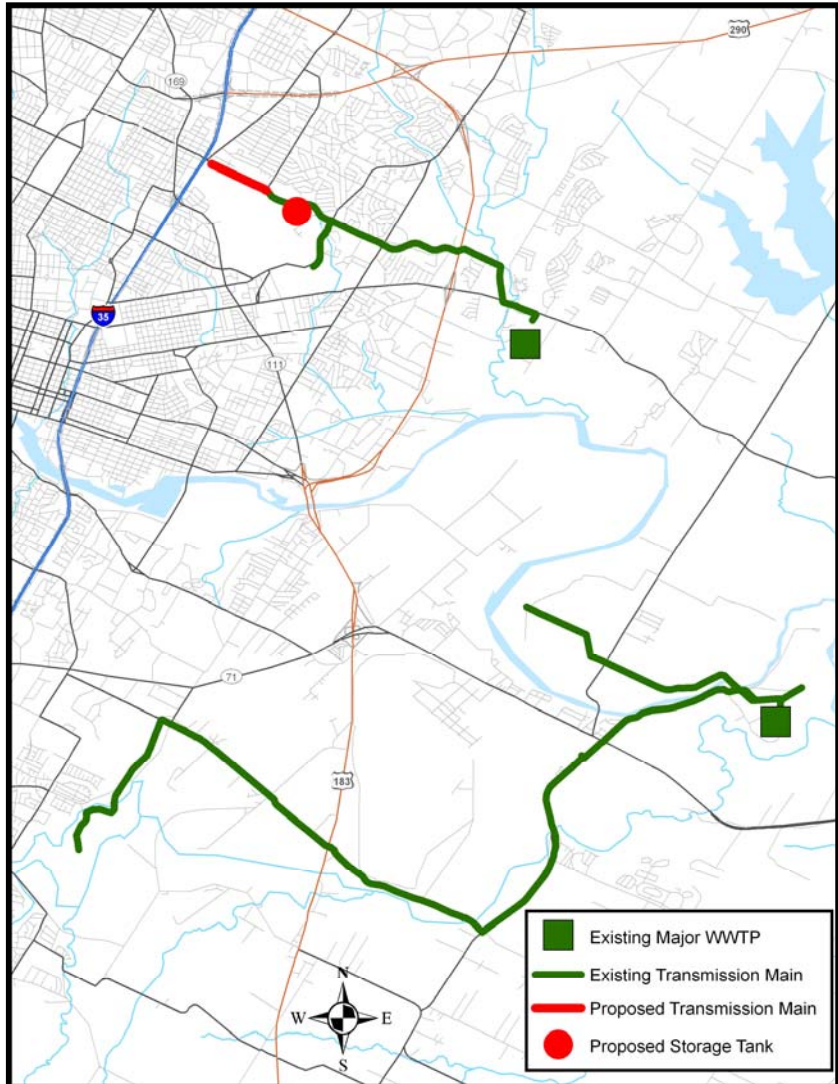 290
169
35
111
71
183
N
W E
S
Existing Major WWTP
Existing Transmission Main
Proposed Transmission Main
Proposed Storage Tank